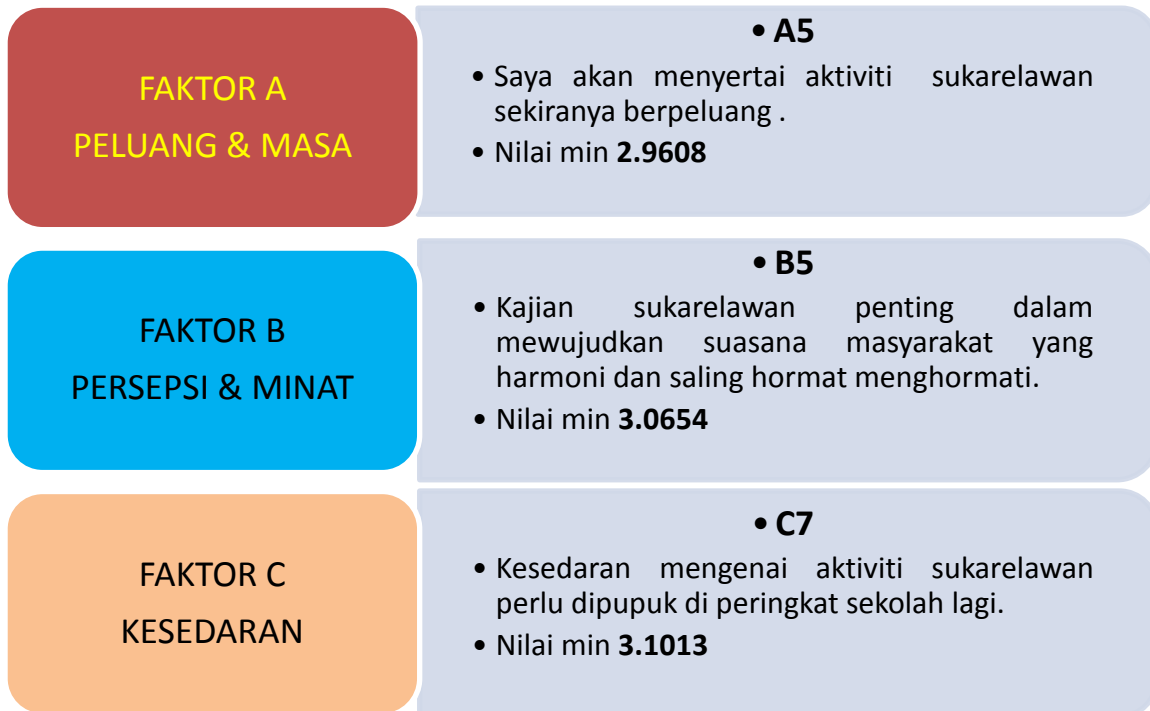 FAKTOR A
PELUANG & MASA
• A5
• Saya akan menyertai aktiviti sukarelawan
sekiranya berpeluang .
• Nilai min 2.9608
FAKTOR B
PERSEPSI & MINAT
• B5
• Kajian sukarelawan penting dalam
mewujudkan suasana masyarakat yang
harmoni dan saling hormat menghormati.
• Nilai min 3.0654
FAKTOR C
KESEDARAN
• C7
• Kesedaran mengenai aktiviti sukarelawan
perlu dipupuk di peringkat sekolah lagi.
• Nilai min 3.1013